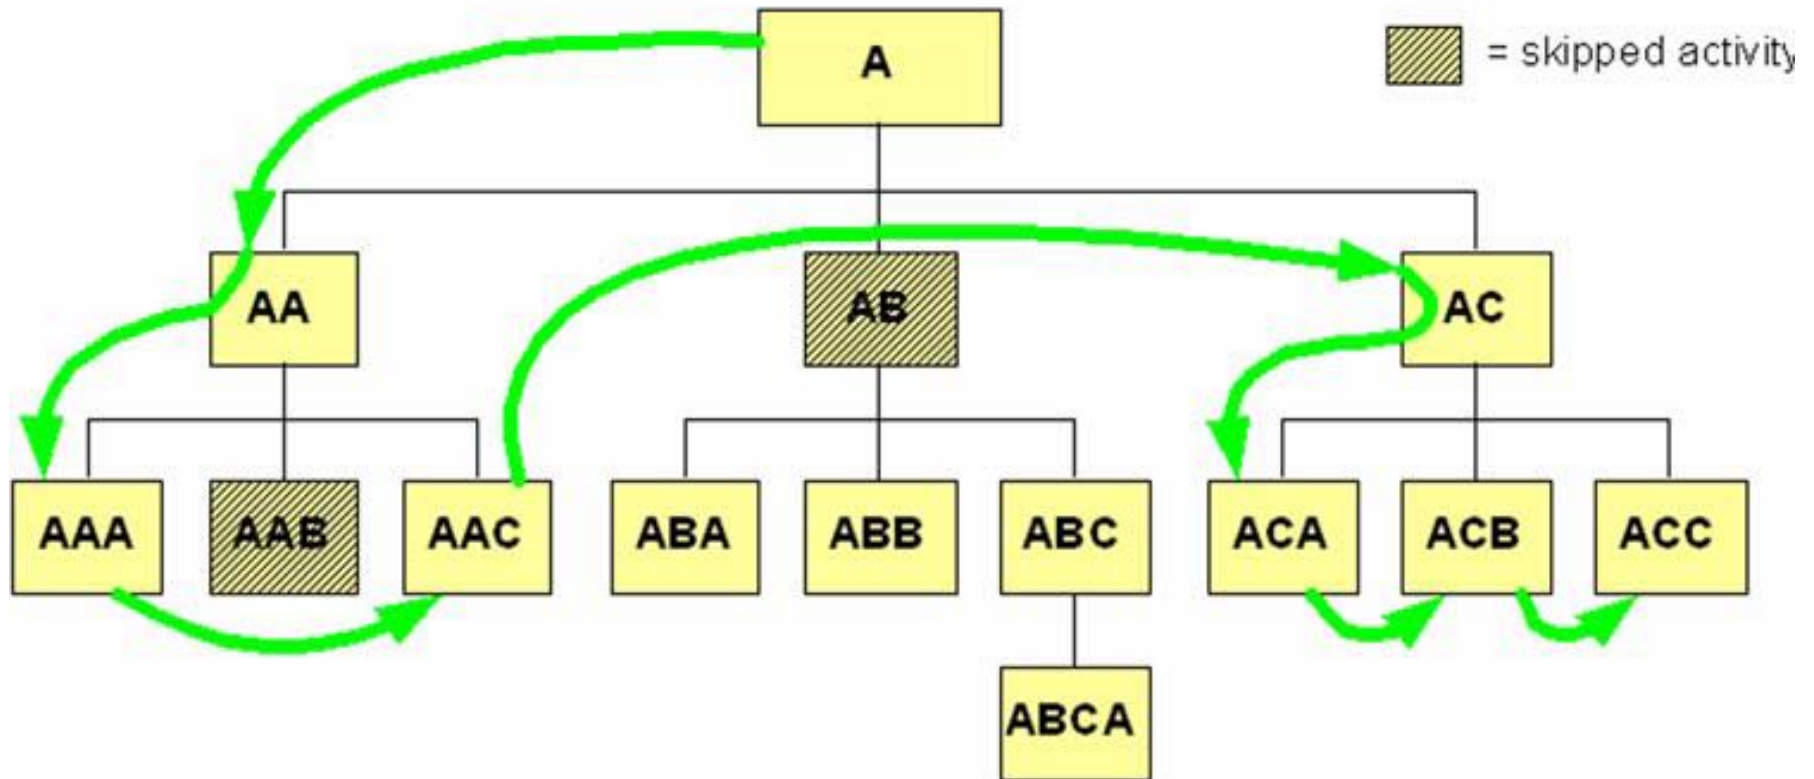 A
= skipped activity
AA
AB
AC
AAA
AAB
AAC
ABA
ABB
ABC
ACA
ACB
ACC
ABCA